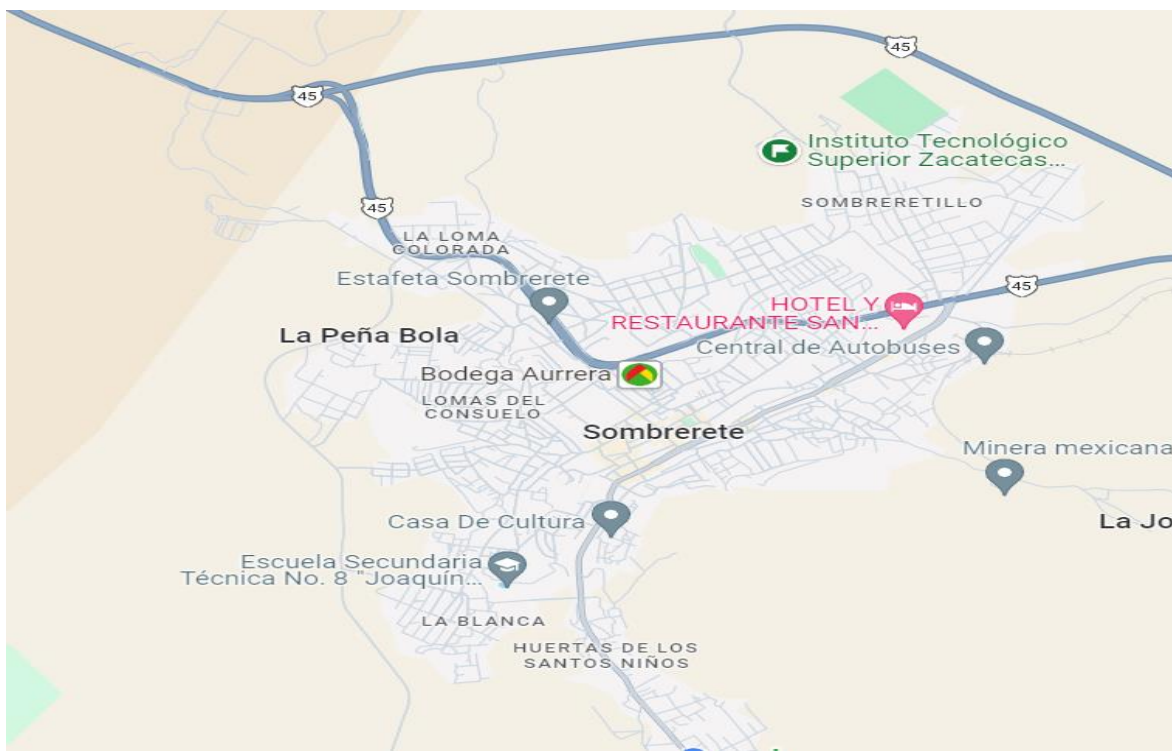 45
45
Instituto Tecnológico
Superior Zacatecas...
45
SOMBRERETILLO
LA LOMA
COLORADA
Estafeta Sombrerete
45
HOTEL Y
RESTAURANTE SAN...
La Peña Bola
Central de Autobuses
Bodega Aurrera
LOMAS DEL
CONSUELO
Sombrerete
Minera mexicana
Casa De Cultura
La Jo
Escuela Secundaria
Técnica No. 8 "Joaquín...
LA BLANCA
HUERTAS DE LOS
SANTOS NIÑOS